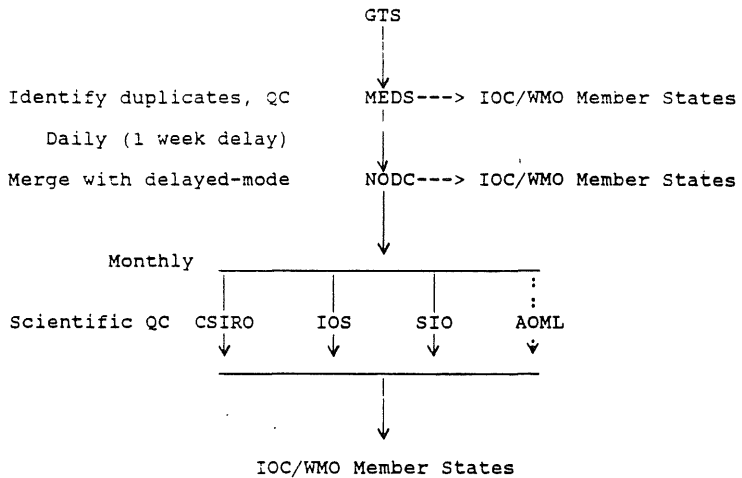 GTS
Identify duplicates, QC MEDS---> IOC/WMO Member States
Daily (1 week delay)
Merge with delayed-mode NODC---> IOC/WMO Member States
Monthly
Scientific QC CSIRO IOS SIO AOML
IOC/WMO Member States